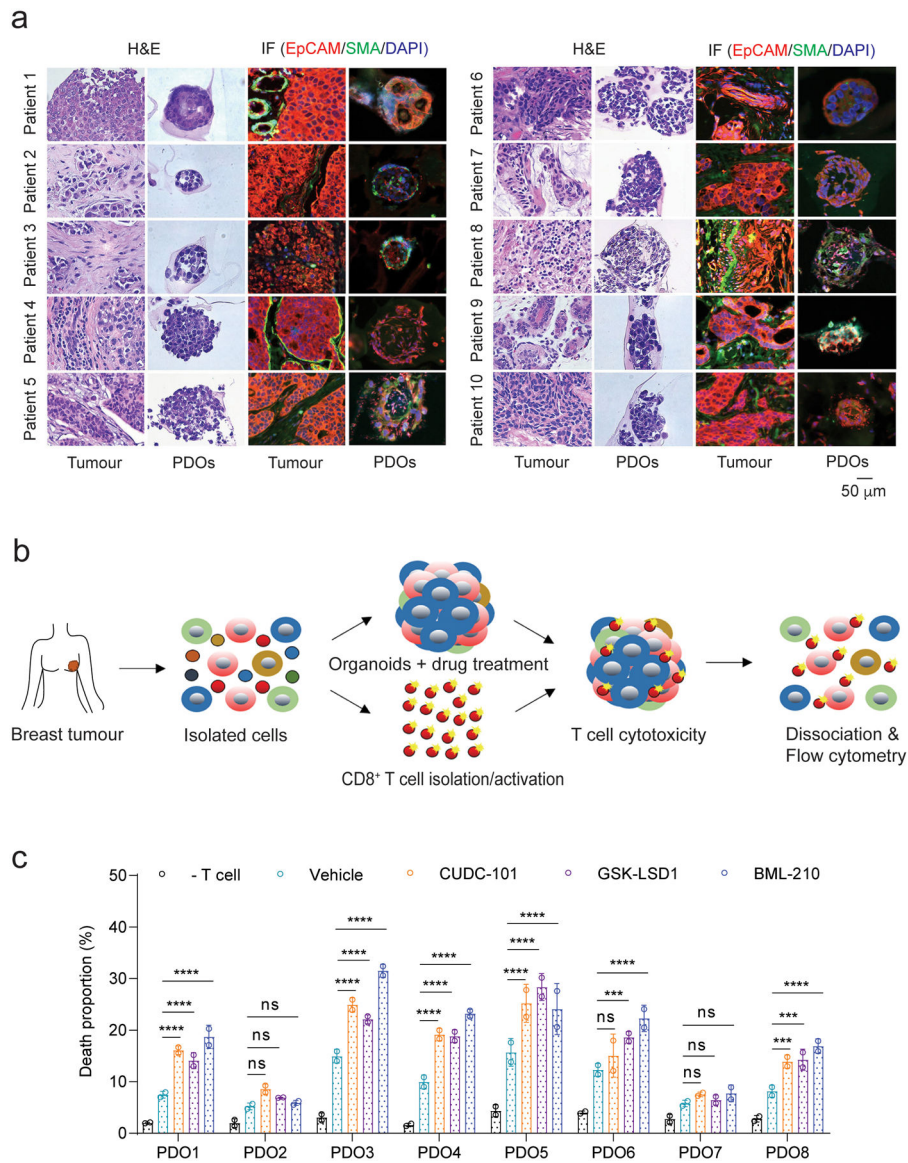 a
H&E IF (EpCAM/SMA/DAPI) H&E IF (EpCAM/SMA/DAPI)
Patient 1
Patient 2
Patient 3
Patient 4
Patient 5
Patient 6
Patient 7
Patient 8
Patient 9
Patient 10
Tumour PDOs Tumour PDOs Tumour PDOs Tumour PDOs
50 μm
b
Breast tumour
Isolated cells
Organoids + drug treatment
CD8⁺ T cell isolation/activation
T cell cytotoxicity
Dissociation &
Flow cytometry
c
- T cell Vehicle CUDC-101 GSK-LSD1 BML-210
Death proportion (%)
50
40
30
20
10
0
**** **** ****
ns ns ns
**** **** ****
**** **** ****
**** **** ****
**** *** ns
ns ns ns
**** *** ***
PDO1 PDO2 PDO3 PDO4 PDO5 PDO6 PDO7 PDO8